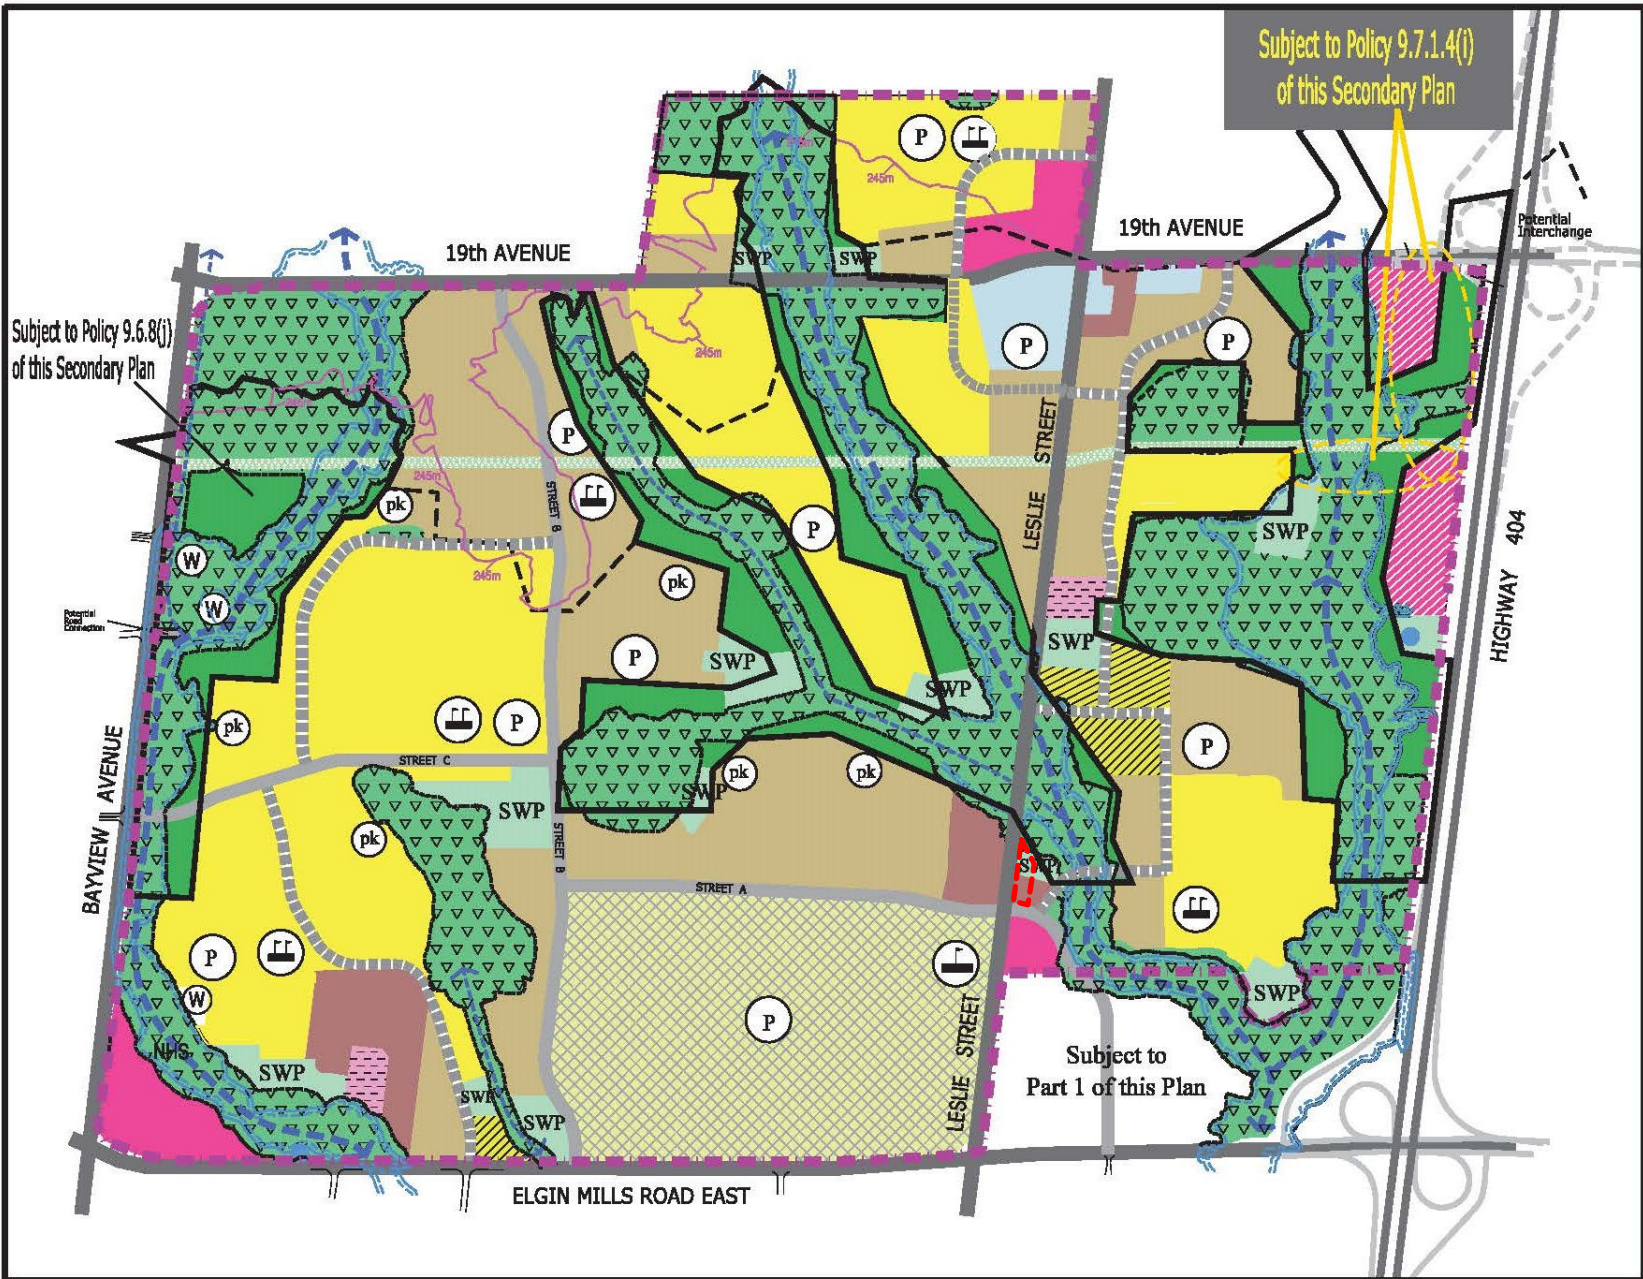 Subject to Policy 9.7.1.4(i)
of this Secondary Plan
P
245m
19th AVENUE
Potential
Interchange
19th AVENUE
SWP
SWP
Subject to Policy 9.6.8(j)
of this Secondary Plan
P
P
245m
STREET
P
pk
245m
STREET B
LESLIE
P
SWP
HIGHWAY 404
W
245m
pk
W
Potential
Road
Connection
SWP
P
SWP
SWP
pk
P
P
BAYVIEW AVENUE
STREET C
pk
pk
SWP
SWP
pk
STREET B
SWP
STREET A
P
W
SWP
P
NHS
SWP
LESLIE STREET
Subject to
Part 1 of this Plan
SWP
SWP
ELGIN MILLS ROAD EAST